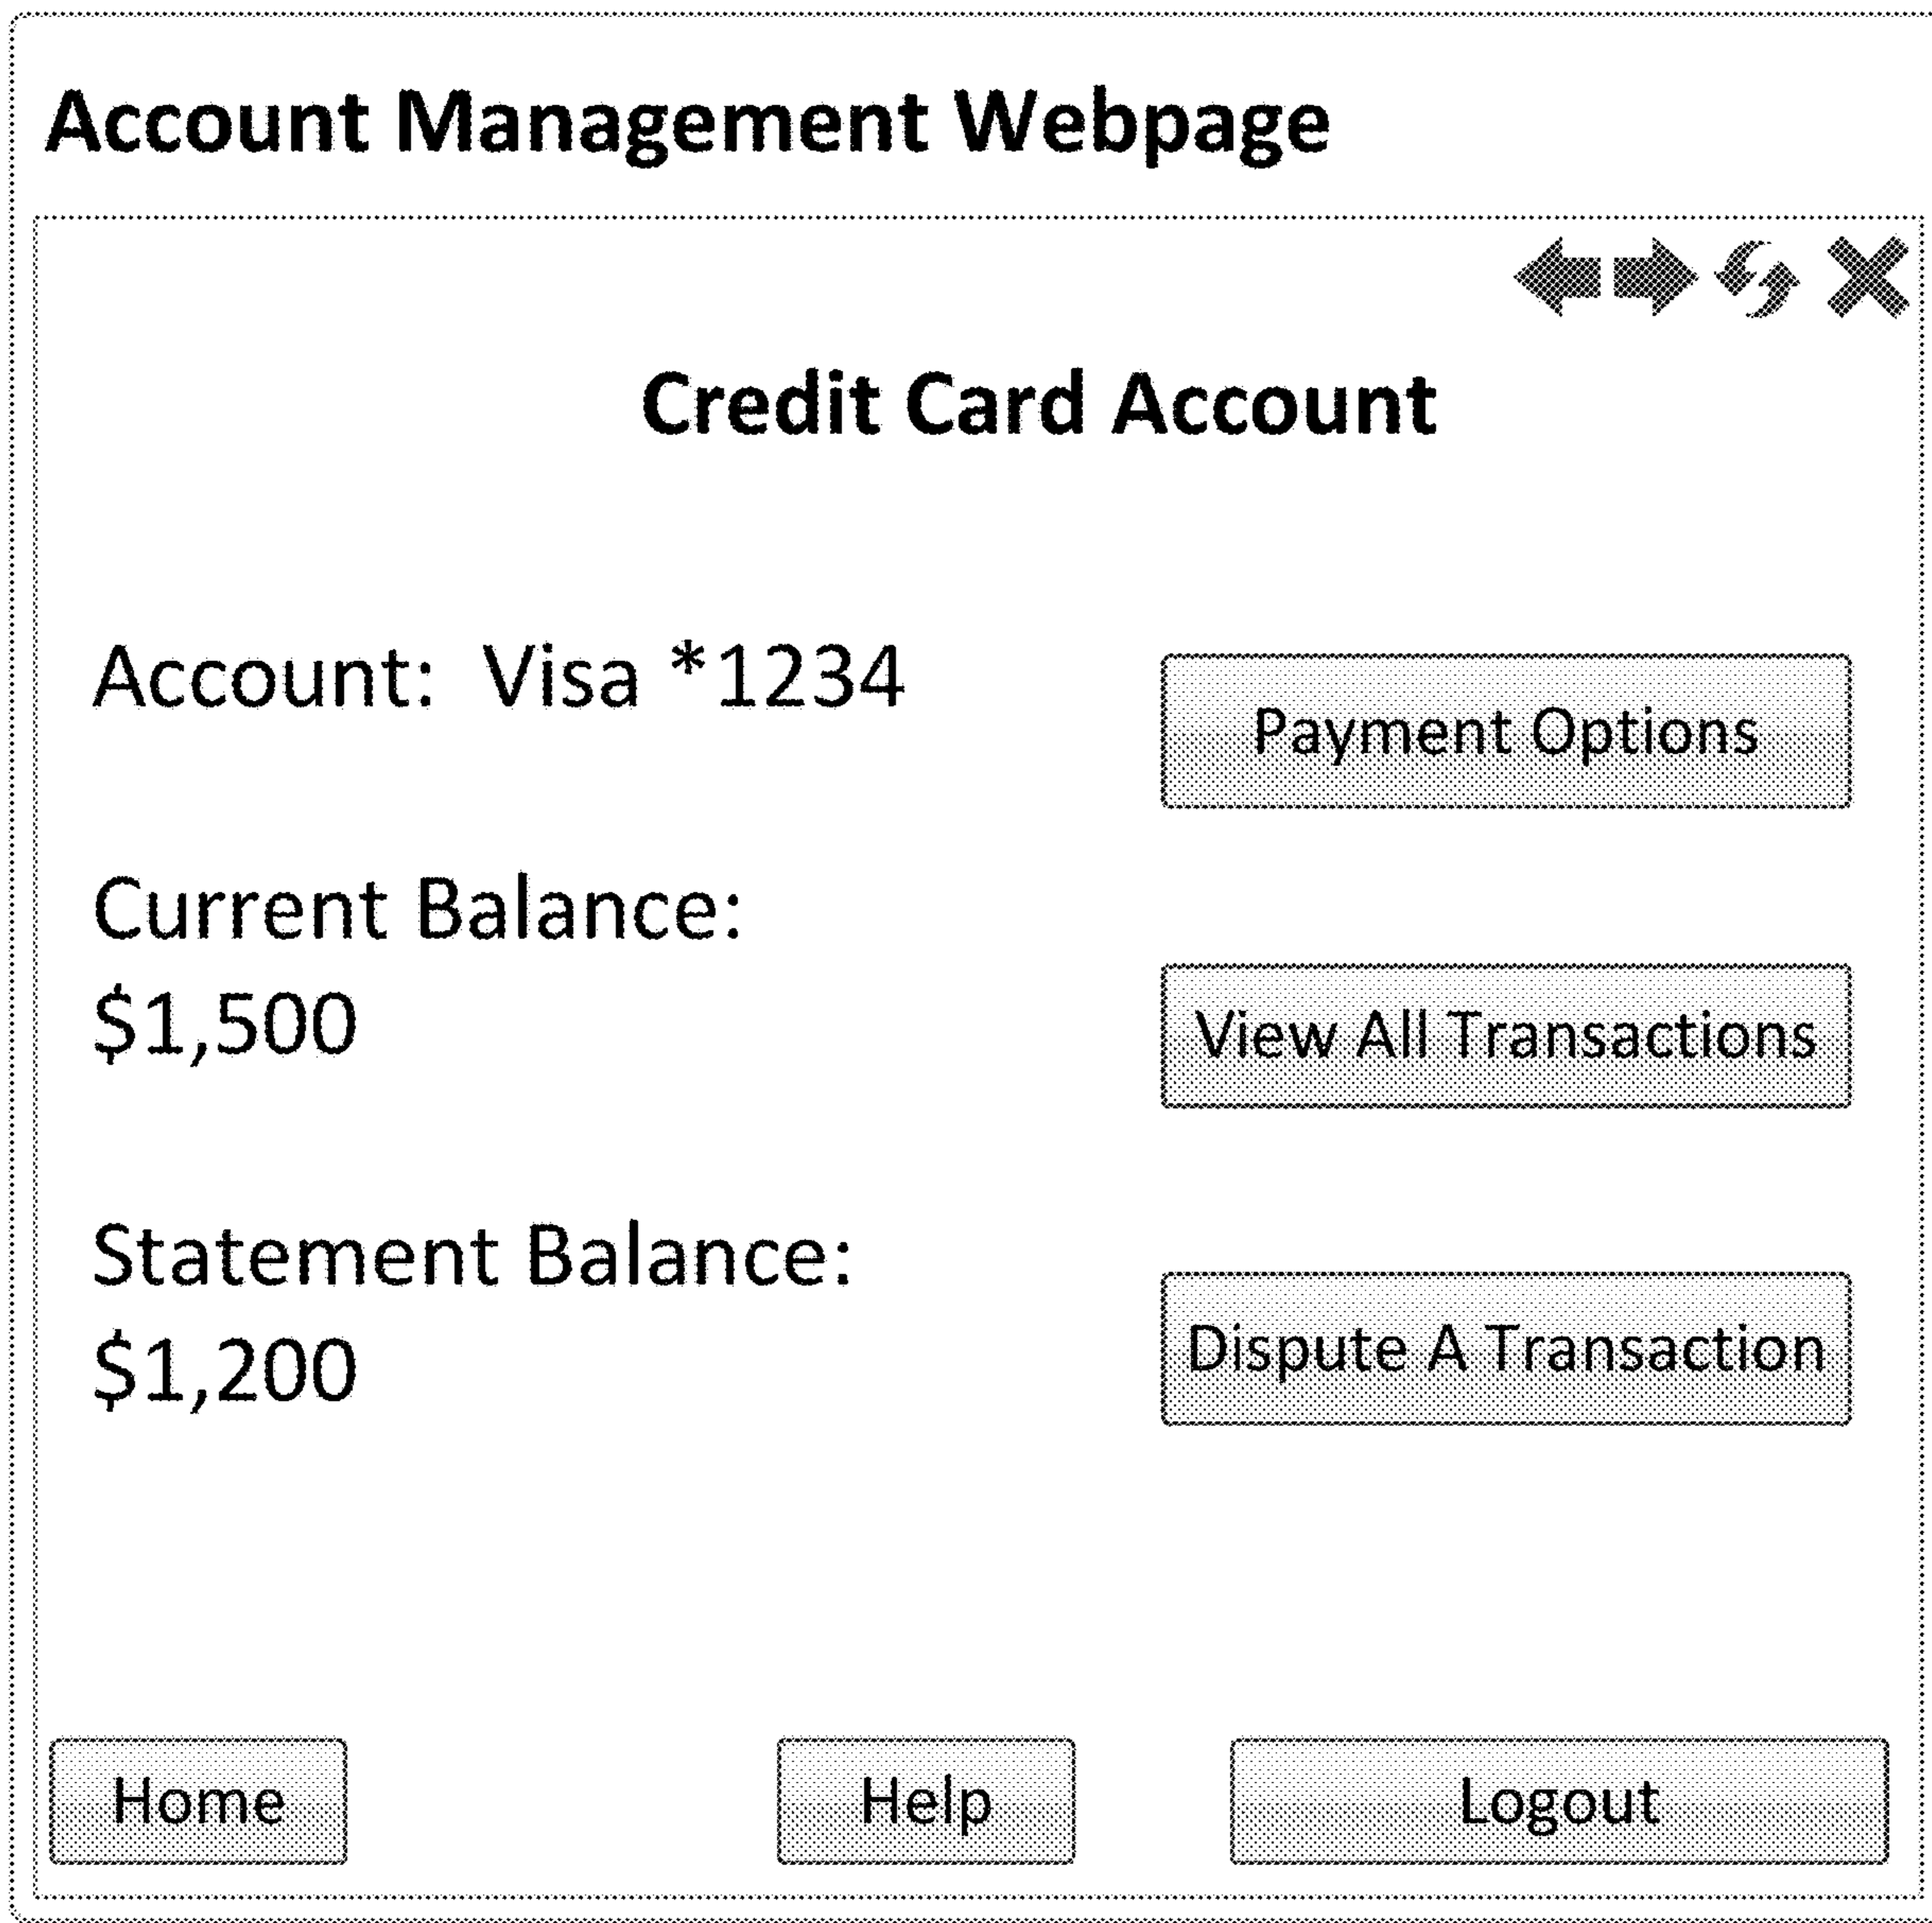 Account Management Webpage
Credit Card Account
Account:  Visa *1234
Payment Options
Current Balance:
$1,500
View All Transactions
Statement Balance:
$1,200
Dispute A Transaction
Home
Help
Logout